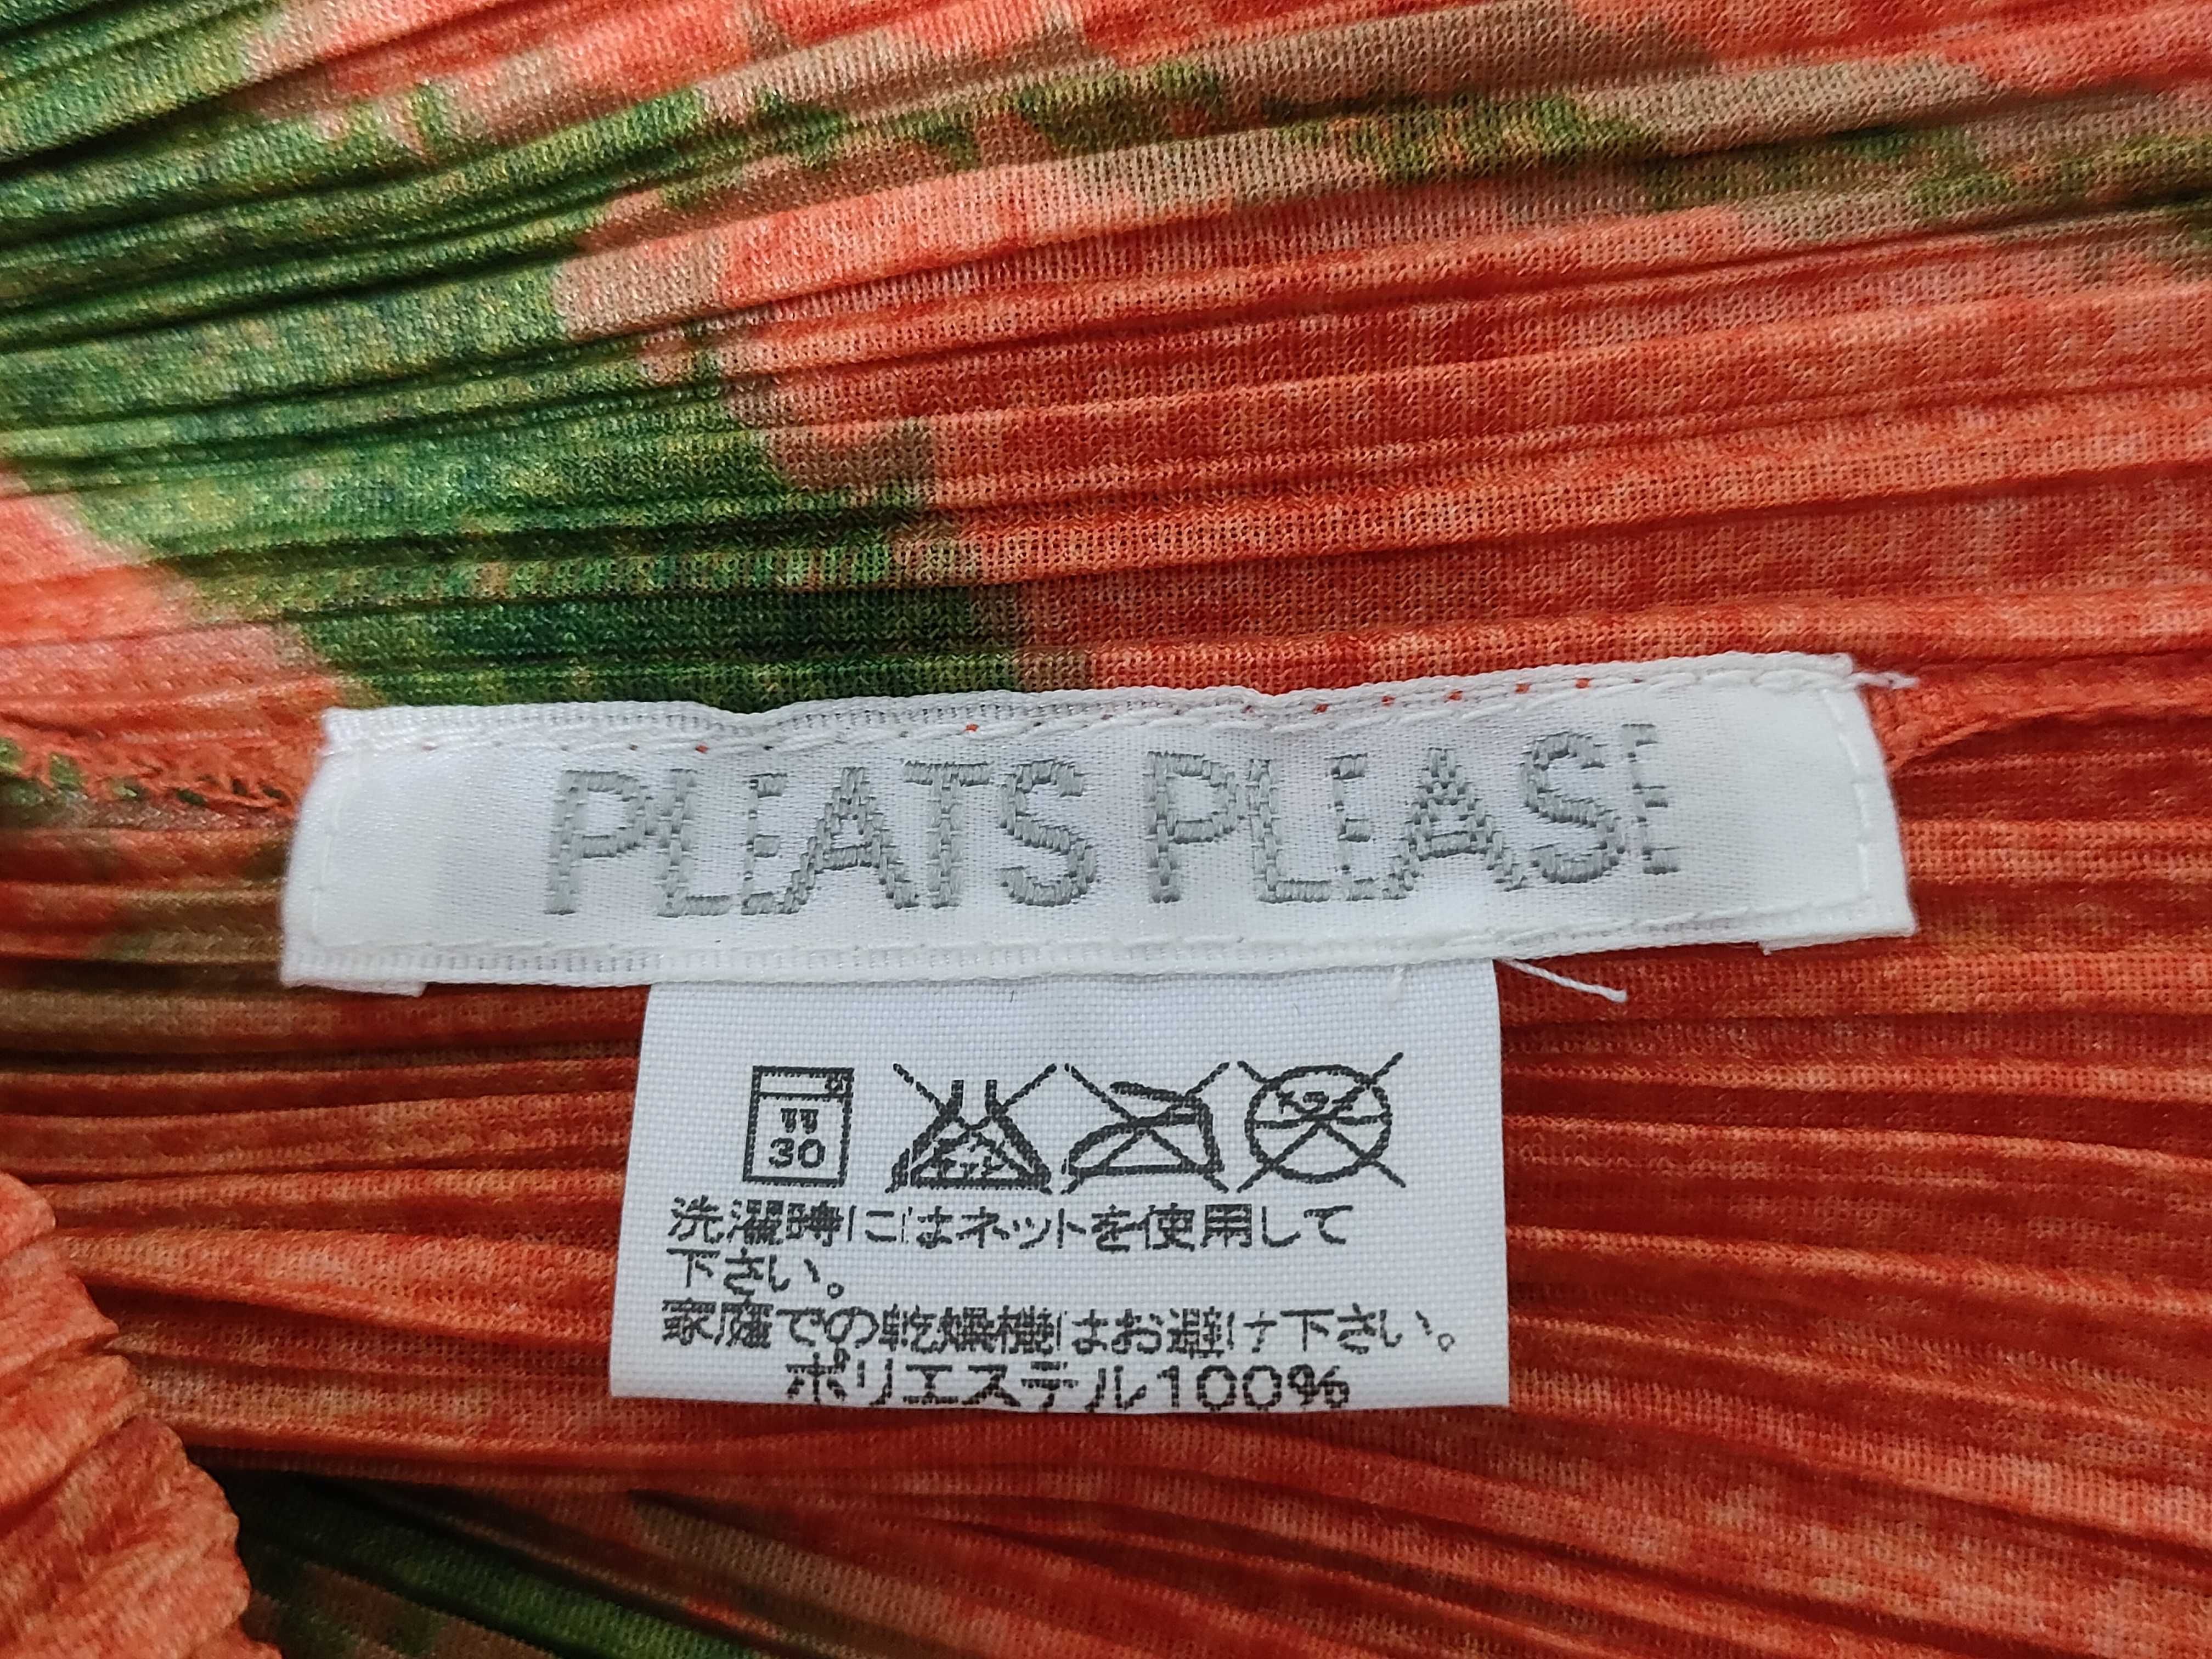 PLEATS PLEASE
弱
30
洗濯時にはネットを使用して
下さい。
家庭での乾燥機はお避け下さい。
ポリエステル100%